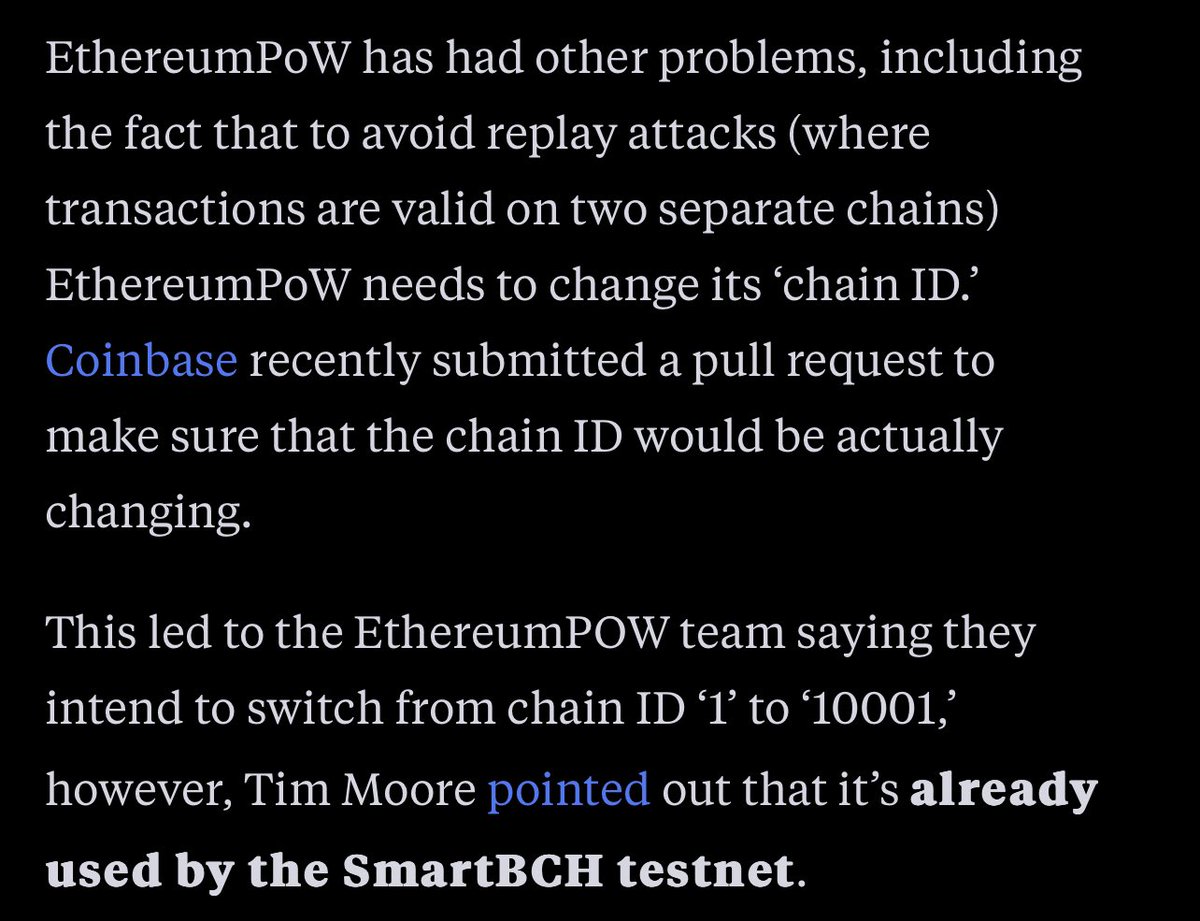 EthereumPoW has had other problems, including
the fact that to avoid replay attacks (where
transactions are valid on two separate chains)
EthereumPoW needs to change its ‘chain ID.’
Coinbase recently submitted a pull request to
make sure that the chain ID would be actually
changing.
This led to the EthereumPOW team saying they
intend to switch from chain ID ‘1’ to ‘10001,’
however, Tim Moore pointed out that it’s already
used by the SmartBCH testnet.